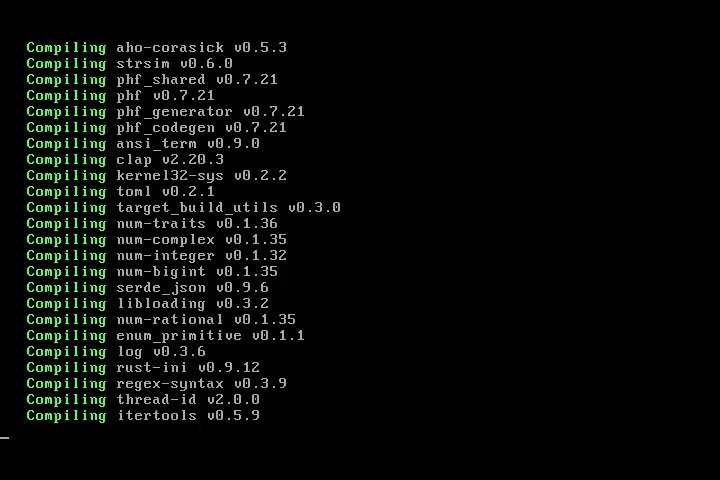 Compiling aho-corasick v0.5.3
Compiling strsim v0.6.0
Compiling phf_shared v0.7.21
Compiling phf v0.7.21
Compiling phf_generator v0.7.21
Compiling phf_codegen v0.7.21
Compiling ansi_term v0.9.0
Compiling clap v2.20.3
Compiling kernel32-sys v0.2.2
Compiling toml v0.2.1
Compiling target_build_utils v0.3.0
Compiling num-traits v0.1.36
Compiling num-complex v0.1.35
Compiling num-integer v0.1.32
Compiling num-bigint v0.1.35
Compiling serde_json v0.9.6
Compiling libloading v0.3.2
Compiling num-rational v0.1.35
Compiling enum_primitive v0.1.1
Compiling log v0.3.6
Compiling rust-ini v0.9.12
Compiling regex-syntax v0.3.9
Compiling thread-id v2.0.0
Compiling itertools v0.5.9